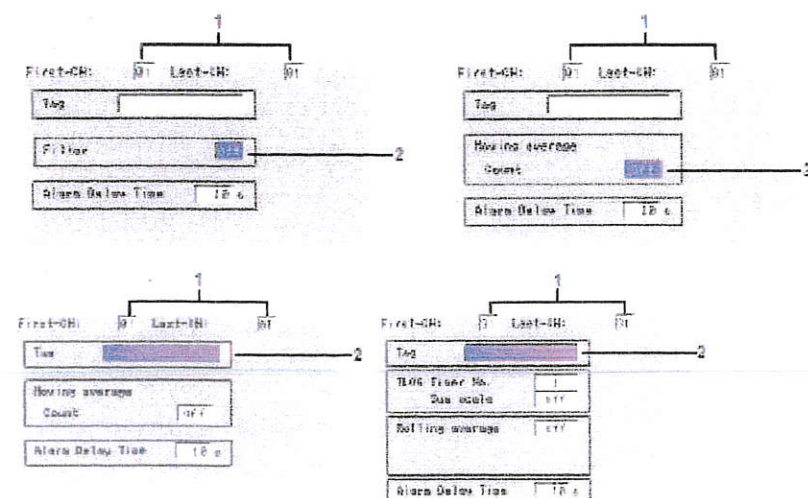 1
First-CH: 01 Last-CH: 01
Tag
Filter Off 2
Alarm Delay Time 10 s
1
First-CH: 01 Last-CH: 01
Tag
Moving average
Count Off 2
Alarm Delay Time 10 s
1
First-CH: 01 Last-CH: 01
Tag 2
Moving average
Count Off
Alarm Delay Time 10 s
1
First-CH: 31 Last-CH: 31
Tag 2
TLOG Timer No. 1
Sum scale Off
Rolling average Off
Alarm Delay Time 10 s